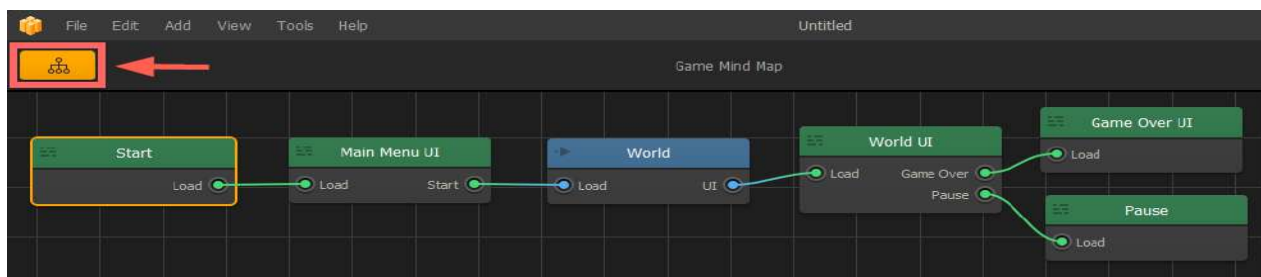 File Edit Add View Tools Help Untitled
Game Mind Map
Start
Load
Main Menu UI
Load Start
World
Load UI
World UI
Load Game Over
Pause
Game Over UI
Load
Pause
Load